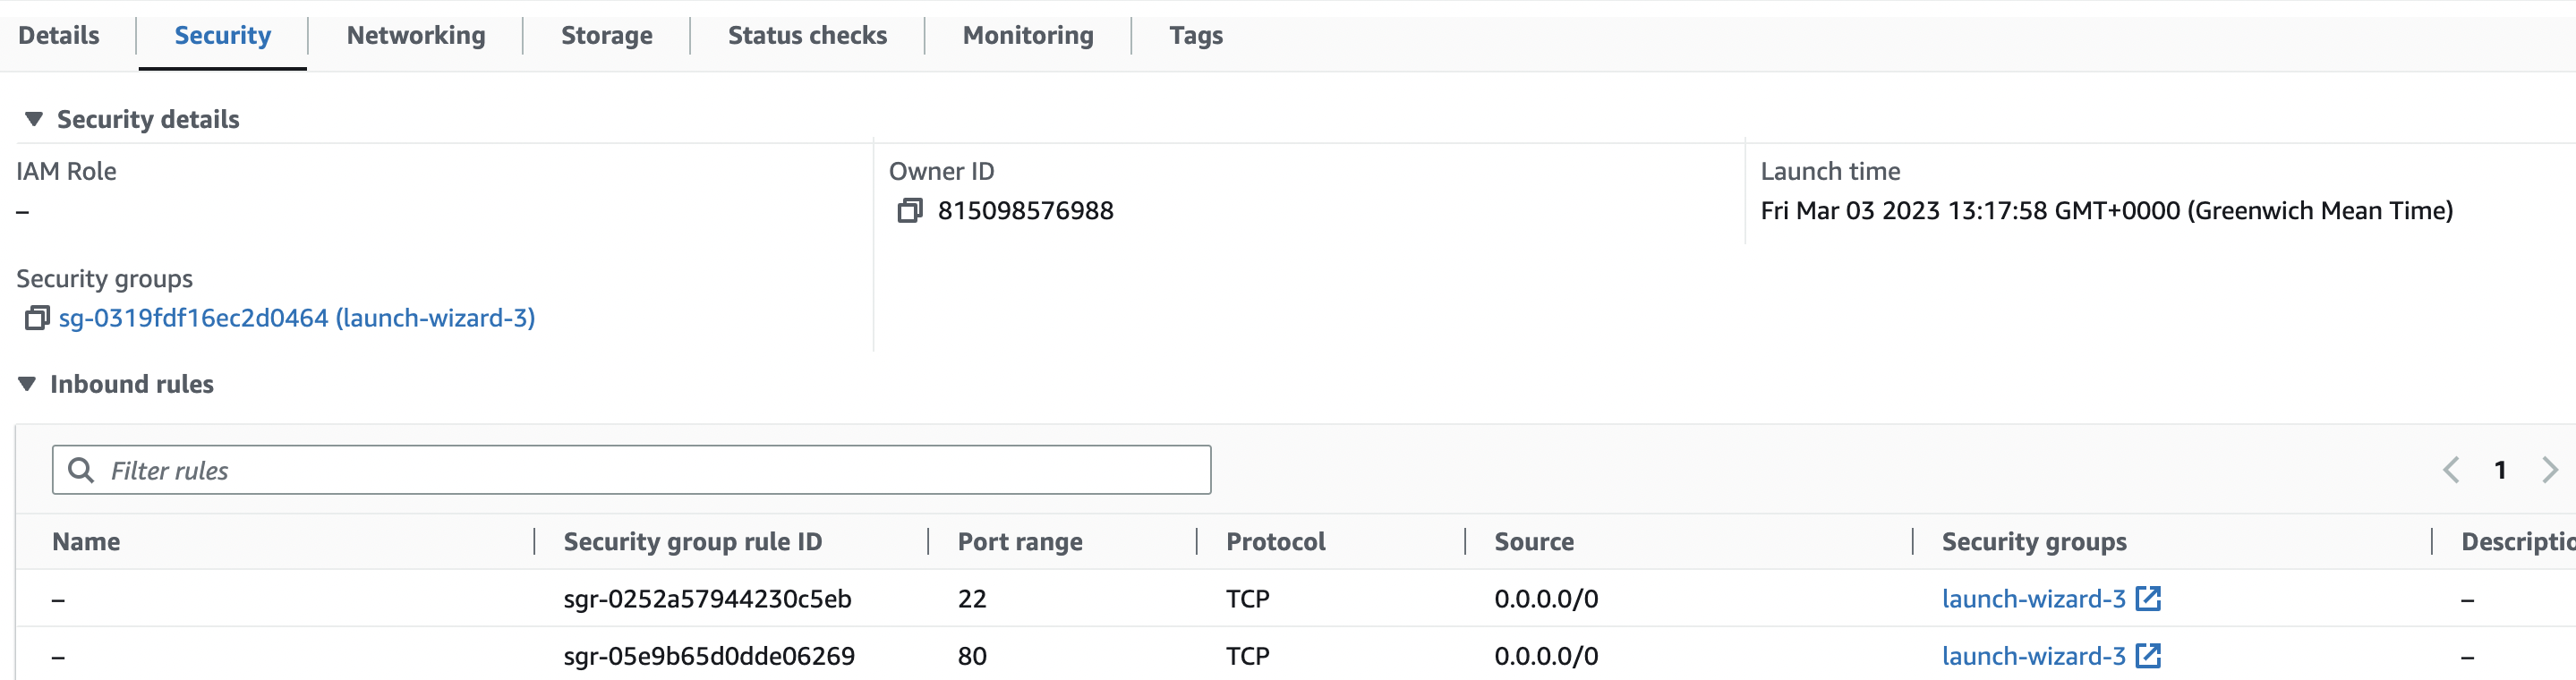 Details Security Networking Storage Status checks Monitoring Tags
Security details
IAM Role Owner ID Launch time
– 815098576988 Fri Mar 03 2023 13:17:58 GMT+0000 (Greenwich Mean Time)
Security groups
sg-0319fdf16ec2d0464 (launch-wizard-3)
Inbound rules
Filter rules 1
Name Security group rule ID Port range Protocol Source Security groups Descriptio
– sgr-0252a57944230c5eb 22 TCP 0.0.0.0/0 launch-wizard-3 –
– sgr-05e9b65d0dde06269 80 TCP 0.0.0.0/0 launch-wizard-3 –